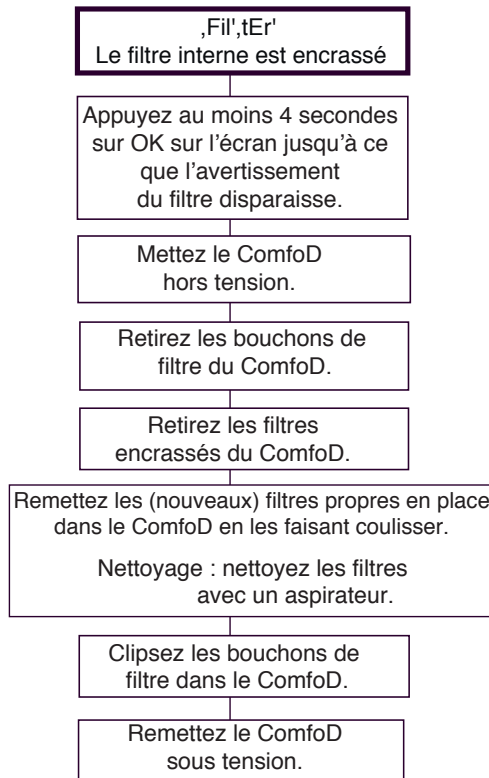 ,Fil',tEr'
Le filtre interne est encrassé
Appuyez au moins 4 secondes
sur OK sur l'écran jusqu'à ce
que l'avertissement
du filtre disparaisse.
Mettez le ComfoD
hors tension.
Retirez les bouchons de
filtre du ComfoD.
Retirez les filtres
encrassés du ComfoD.
Remettez les (nouveaux) filtres propres en place
dans le ComfoD en les faisant coulisser.
Nettoyage : nettoyez les filtres
avec un aspirateur.
Clipsez les bouchons de
filtre dans le ComfoD.
Remettez le ComfoD
sous tension.